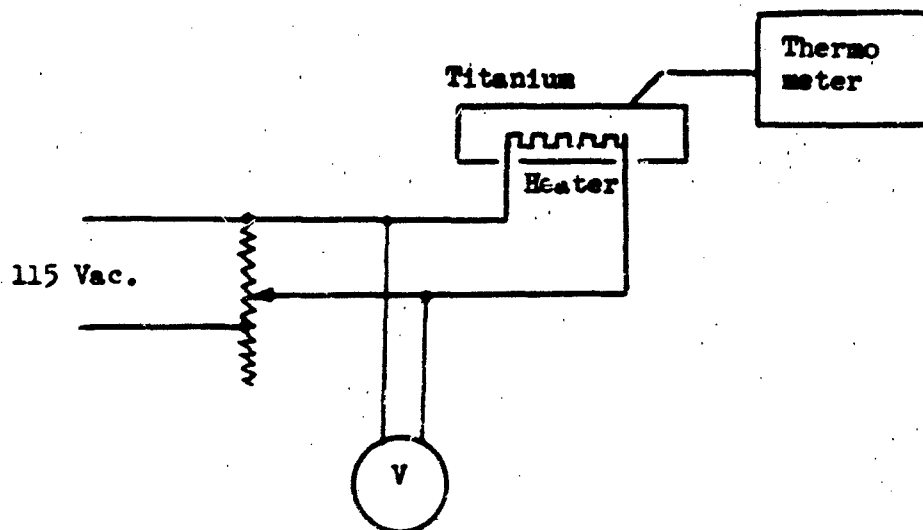 Thermo
meter
Titanium
Heater
115 Vac.
V